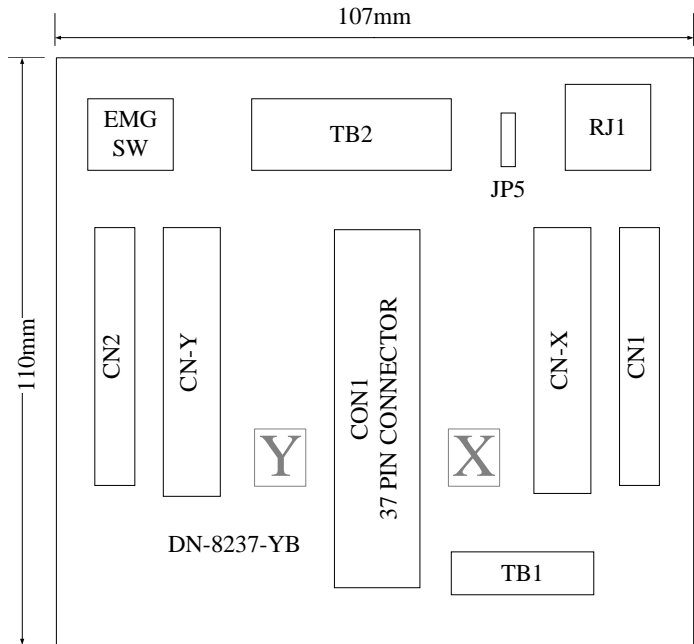 107mm
110mm
EMG
SW
TB2
JP5
RJ1
CN2
CN-Y
Y
CON1
37 PIN CONNECTOR
X
CN-X
CN1
DN-8237-YB
TB1